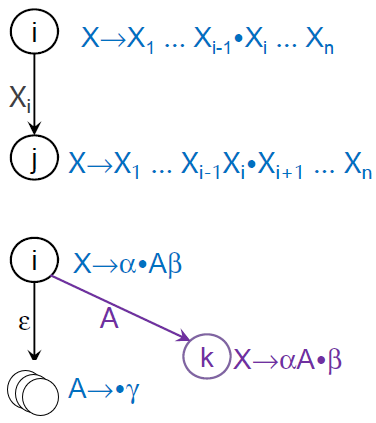 i X→X₁ ... Xᵢ₋₁•Xᵢ ... Xₙ
Xᵢ
j X→X₁ ... Xᵢ₋₁Xᵢ•Xᵢ₊₁ ... Xₙ
i X→α•Aβ
ε A
k X→αA•β
A→•γ